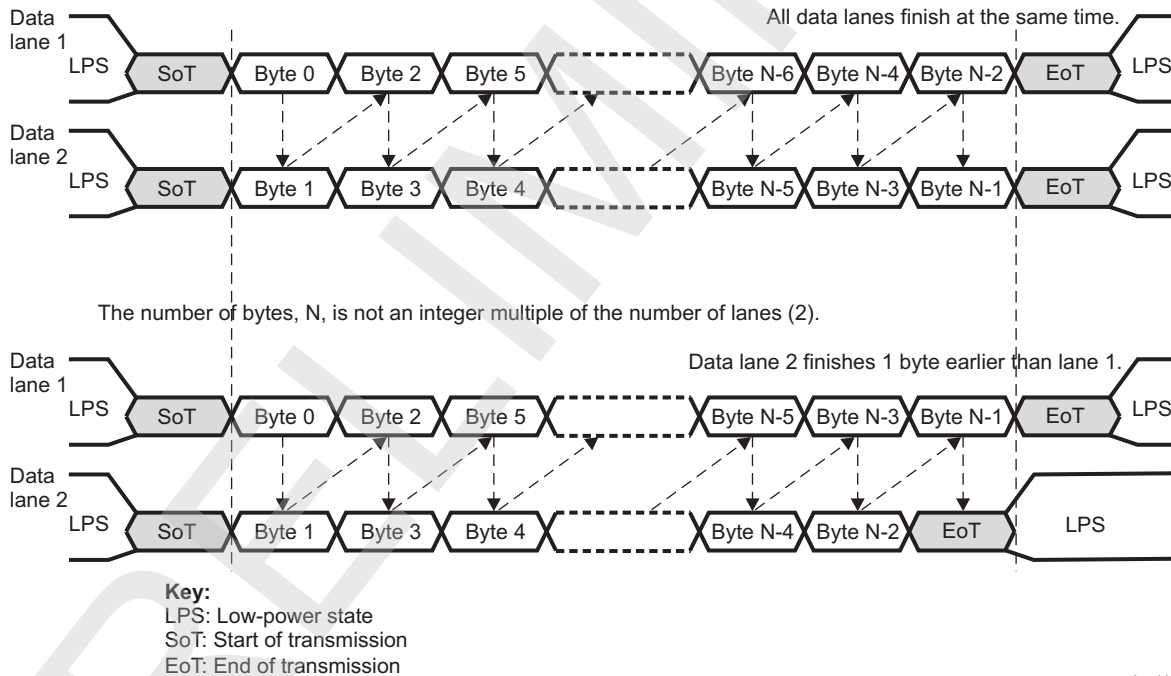 Data
lane 1
All data lanes finish at the same time.
LPS SoT Byte 0 Byte 2 Byte 5 Byte N-6 Byte N-4 Byte N-2 EoT LPS
Data
lane 2
LPS SoT Byte 1 Byte 3 Byte 4 Byte N-5 Byte N-3 Byte N-1 EoT LPS
The number of bytes, N, is not an integer multiple of the number of lanes (2).
Data
lane 1
Data lane 2 finishes 1 byte earlier than lane 1.
LPS SoT Byte 0 Byte 2 Byte 5 Byte N-5 Byte N-3 Byte N-1 EoT LPS
Data
lane 2
LPS SoT Byte 1 Byte 3 Byte 4 Byte N-4 Byte N-2 EoT LPS
Key:
LPS: Low-power state
SoT: Start of transmission
EoT: End of transmission